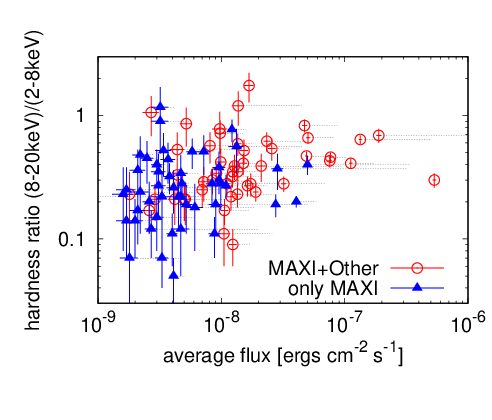 hardness ratio (8-20keV)/(2-8keV)
1
0.1
MAXI+Other
only MAXI
10^-9
10^-8
10^-7
10^-6
average flux [ergs cm^-2 s^-1]